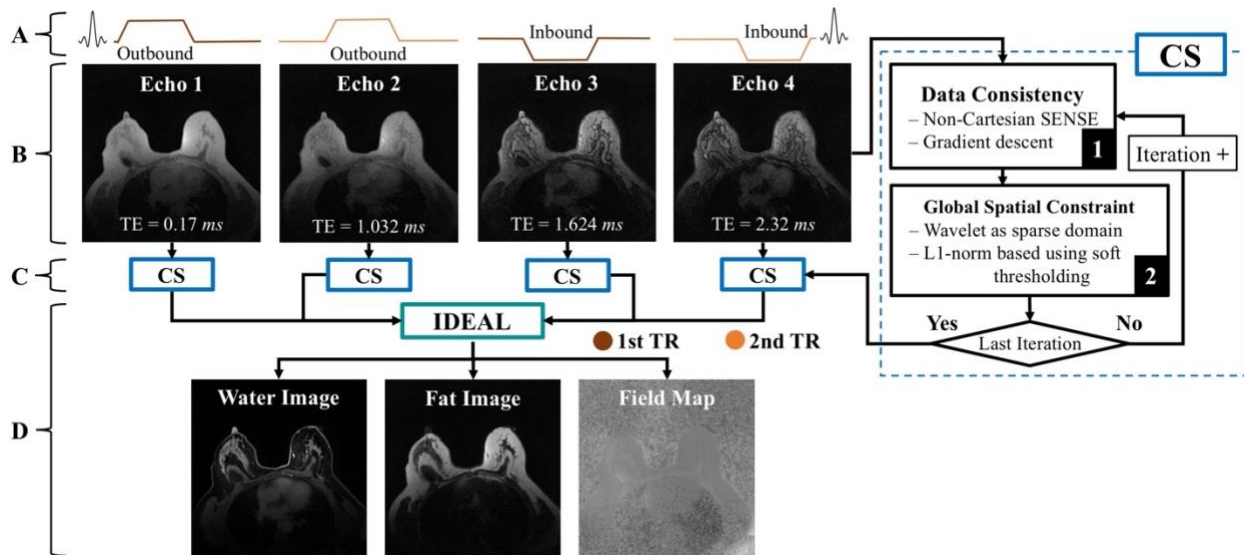 A
Outbound
Outbound
Inbound
Inbound
B
Echo 1
TE = 0.17 ms
Echo 2
TE = 1.032 ms
Echo 3
TE = 1.624 ms
Echo 4
TE = 2.32 ms
C
CS
CS
CS
CS
IDEAL
1st TR
2nd TR
D
Water Image
Fat Image
Field Map
CS
Data Consistency
– Non-Cartesian SENSE
– Gradient descent
1
Iteration +
Global Spatial Constraint
– Wavelet as sparse domain
– L1-norm based using soft
thresholding
2
Yes
No
Last Iteration